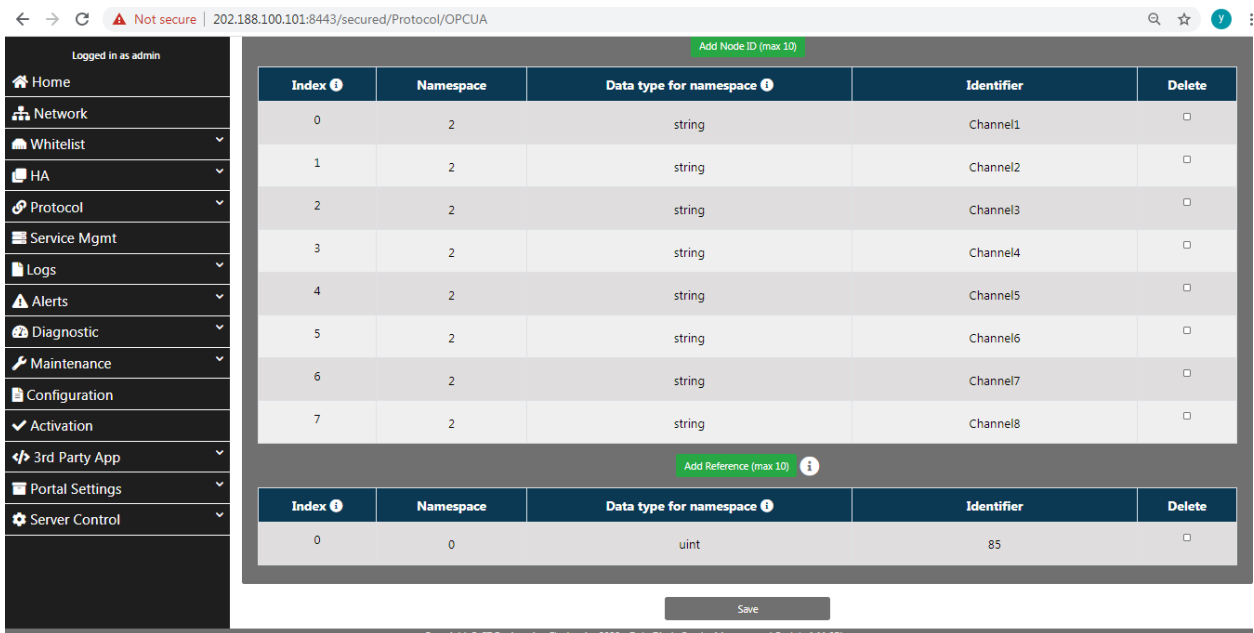 Not secured | 202.188.100.101:8443/secured/Protocol/OPCUA
Logged in as admin
Home
Network
Whitelist
HA
Protocol
Service Mgmt
Logs
Alerts
Diagnostic
Maintenance
Configuration
Activation
3rd Party App
Portal Settings
Server Control
Add Node ID (max 10)
Index Namespace Data type for namespace Identifier Delete
0 2 string Channel1
1 2 string Channel2
2 2 string Channel3
3 2 string Channel4
4 2 string Channel5
5 2 string Channel6
6 2 string Channel7
7 2 string Channel8
Add Reference (max 10)
Index Namespace Data type for namespace Identifier Delete
0 0 uint 85
Save